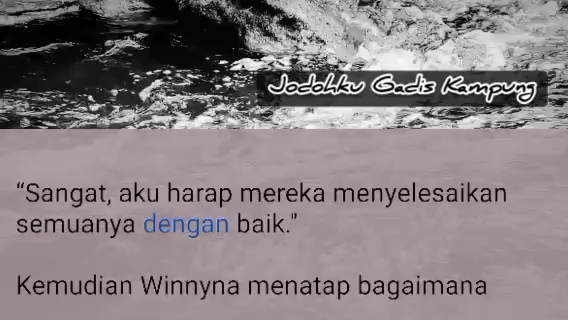 Jodohku Gadis Kampung
“Sangat, aku harap mereka menyelesaikan
semuanya dengan baik."
Kemudian Winnyna menatap bagaimana